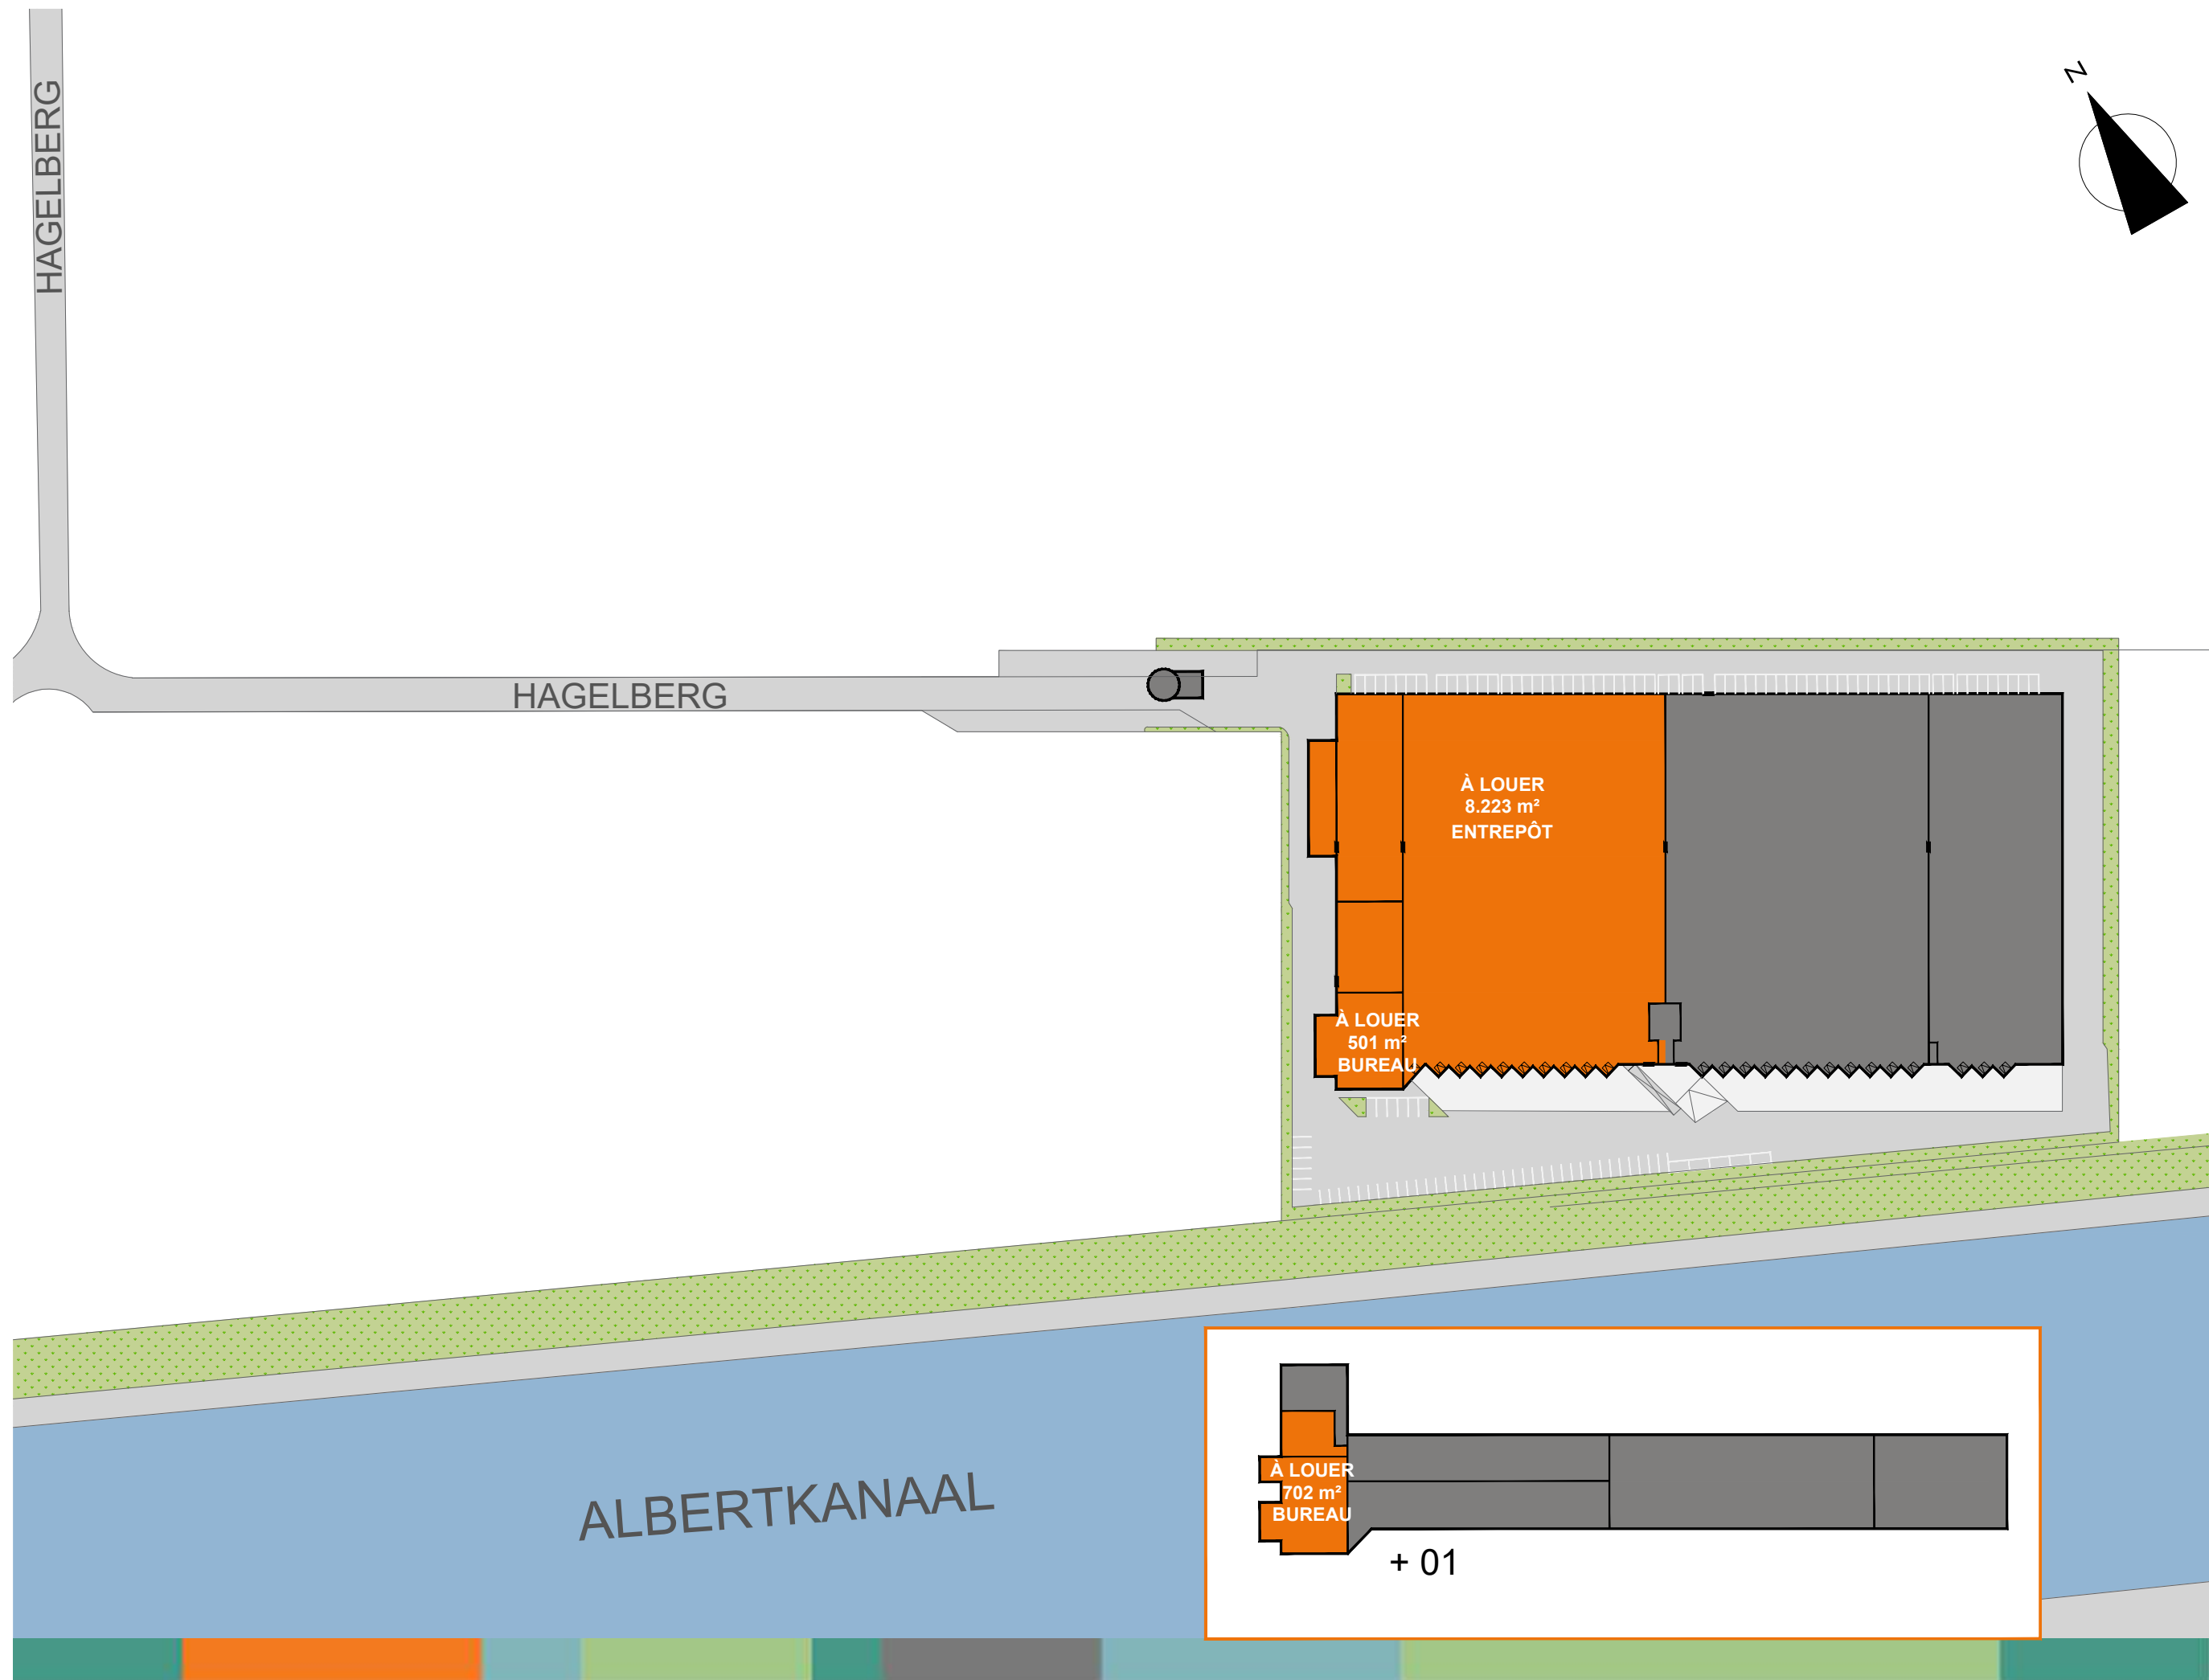 HAGELBERG
N
HAGELBERG
À LOUER
8.223 m²
ENTREPÔT
À LOUER
501 m²
BUREAU
ALBERTKANAAL
À LOUER
702 m²
BUREAU
+ 01